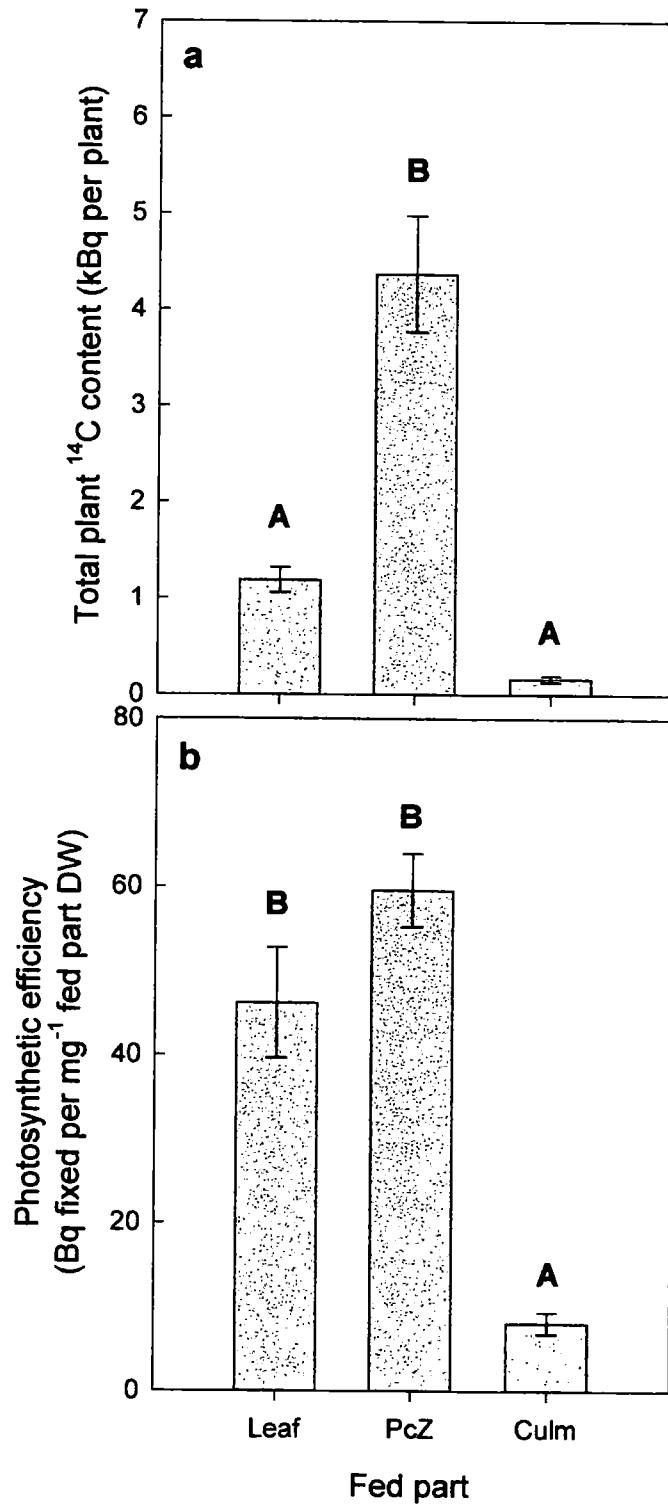 7
a
6
B
5
4
3
2
A
1
A
0
Total plant ¹⁴C content (kBq per plant)
80
b
B
B
60
40
20
A
0
Photosynthetic efficiency
(Bq fixed per mg⁻¹ fed part DW)
Leaf PcZ Culm
Fed part